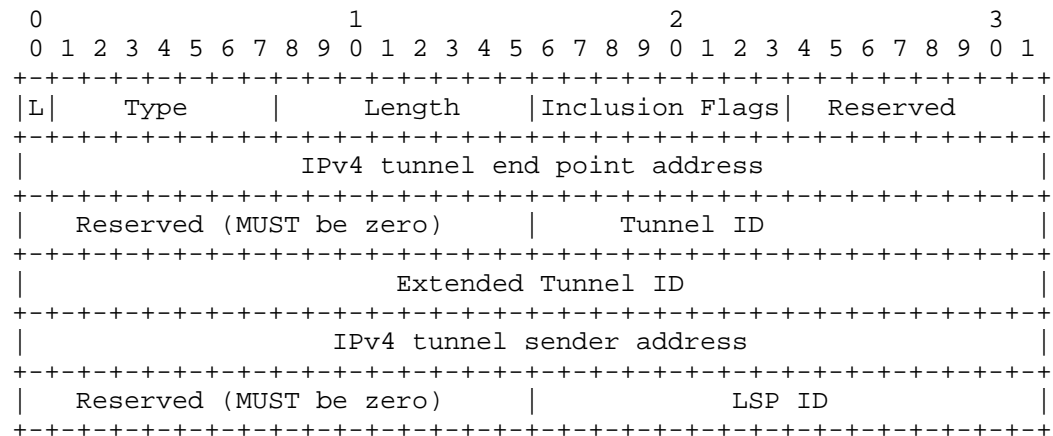 0                   1                   2                   3
 0 1 2 3 4 5 6 7 8 9 0 1 2 3 4 5 6 7 8 9 0 1 2 3 4 5 6 7 8 9 0 1
+-+-+-+-+-+-+-+-+-+-+-+-+-+-+-+-+-+-+-+-+-+-+-+-+-+-+-+-+-+-+-+-+
|L|    Type     |     Length    |Inclusion Flags|  Reserved     |
+-+-+-+-+-+-+-+-+-+-+-+-+-+-+-+-+-+-+-+-+-+-+-+-+-+-+-+-+-+-+-+-+
|                 IPv4 tunnel end point address                 |
+-+-+-+-+-+-+-+-+-+-+-+-+-+-+-+-+-+-+-+-+-+-+-+-+-+-+-+-+-+-+-+-+
|   Reserved (MUST be zero)     |     Tunnel ID                 |
+-+-+-+-+-+-+-+-+-+-+-+-+-+-+-+-+-+-+-+-+-+-+-+-+-+-+-+-+-+-+-+-+
|                       Extended Tunnel ID                      |
+-+-+-+-+-+-+-+-+-+-+-+-+-+-+-+-+-+-+-+-+-+-+-+-+-+-+-+-+-+-+-+-+
|                   IPv4 tunnel sender address                  |
+-+-+-+-+-+-+-+-+-+-+-+-+-+-+-+-+-+-+-+-+-+-+-+-+-+-+-+-+-+-+-+-+
|   Reserved (MUST be zero)     |            LSP ID             |
+-+-+-+-+-+-+-+-+-+-+-+-+-+-+-+-+-+-+-+-+-+-+-+-+-+-+-+-+-+-+-+-+